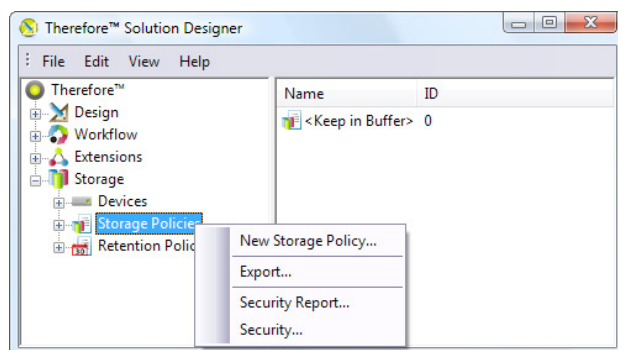 Therefore™ Solution Designer
File Edit View Help
Therefore™
Design
Workflow
Extensions
Storage
Devices
Storage Policies
Retention Polic
Name ID
<Keep in Buffer> 0
New Storage Policy...
Export...
Security Report...
Security...